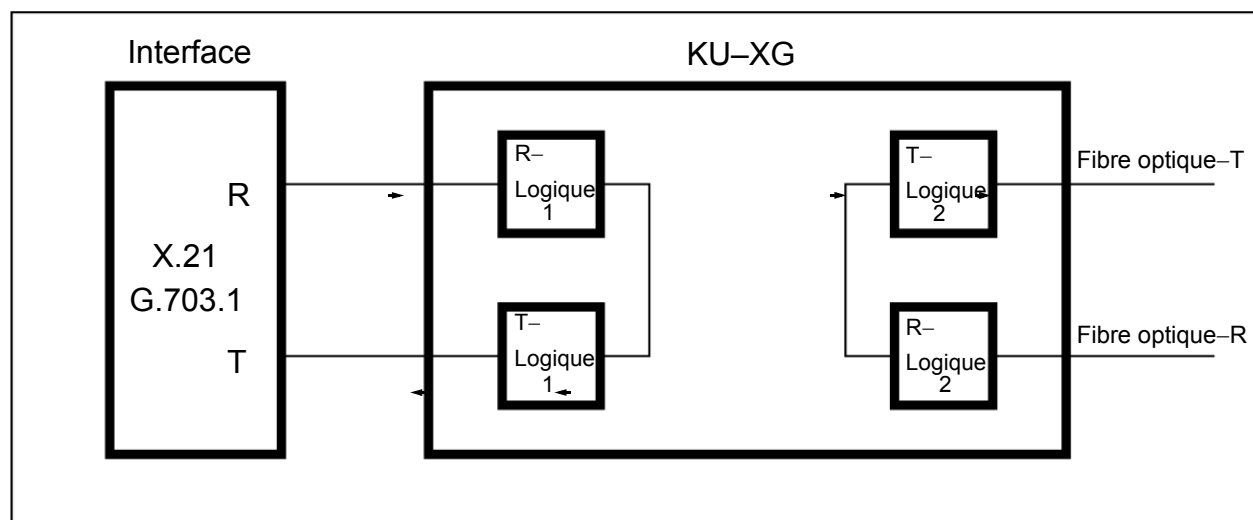 Interface
KU–XG
R–
Logique
1
T–
Logique
2
Fibre optique–T
R
X.21
G.703.1
T
T–
Logique
1
R–
Logique
2
Fibre optique–R